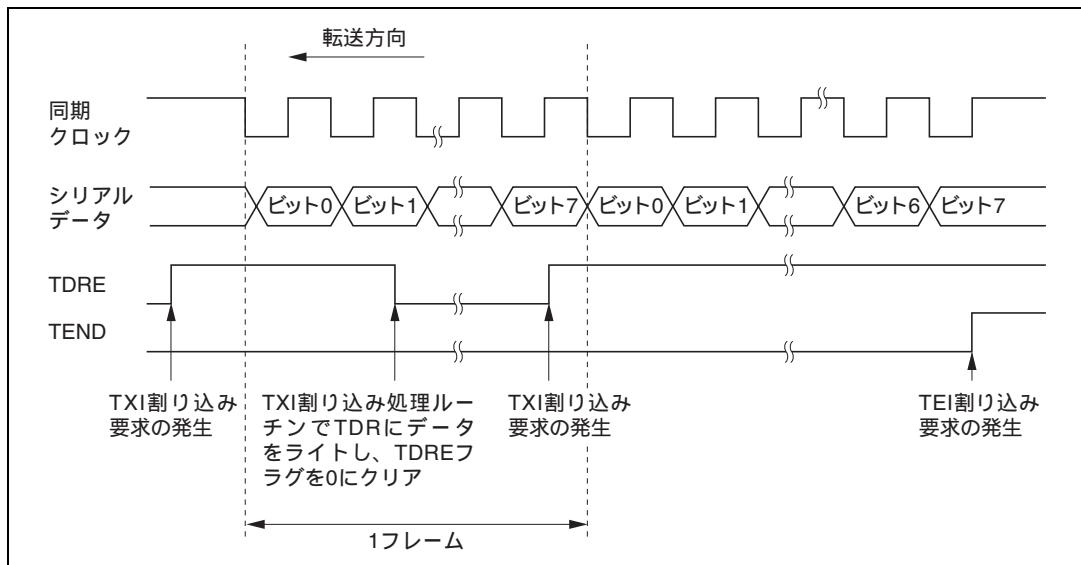 転送方向
同期
クロック
シリアル
データ
ビット0 ビット1 ビット7 ビット0 ビット1 ビット6 ビット7
TDRE
TEND
TXI割り込み
要求の発生
TXI割り込み処理ルー
チンでTDRにデータ
をライトし、TDREフ
ラグを0にクリア
TXI割り込み
要求の発生
TEI割り込み
要求の発生
1フレーム